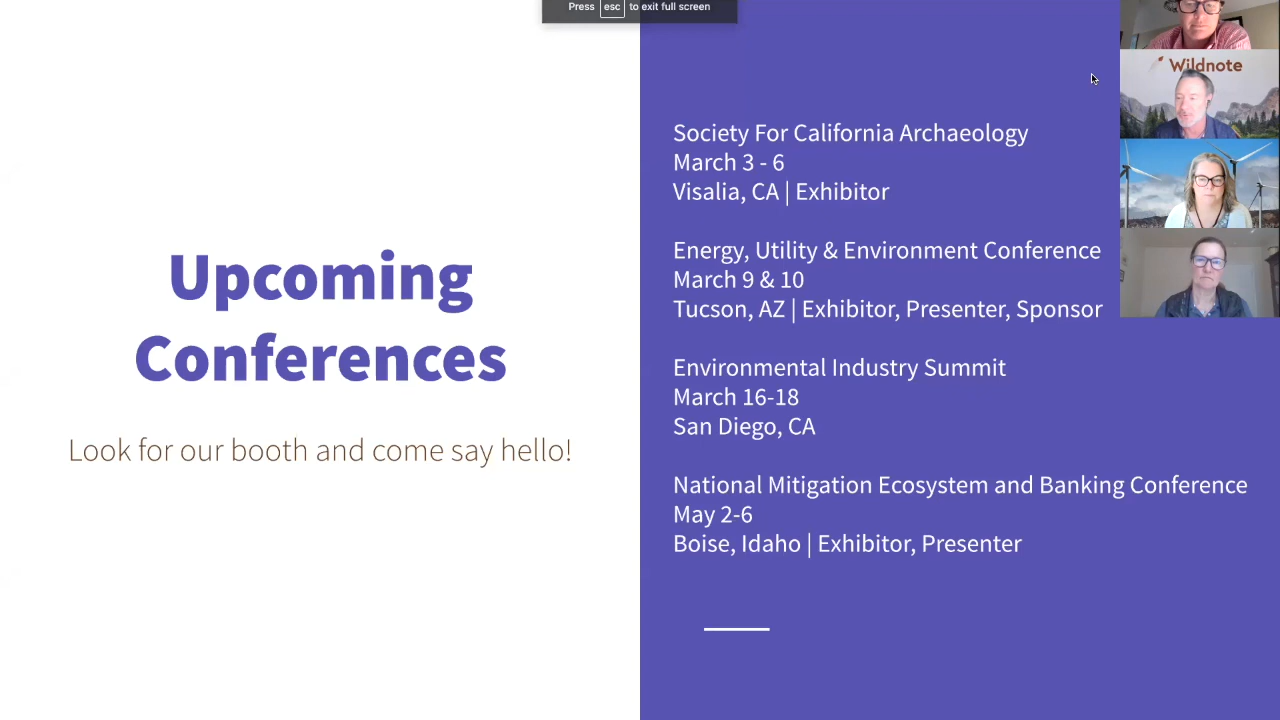 Press esc to exit full screen
Wildnote
Upcoming
Conferences
Look for our booth and come say hello!
Society For California Archaeology
March 3 - 6
Visalia, CA | Exhibitor
Energy, Utility & Environment Conference
March 9 & 10
Tucson, AZ | Exhibitor, Presenter, Sponsor
Environmental Industry Summit
March 16-18
San Diego, CA
National Mitigation Ecosystem and Banking Conference
May 2-6
Boise, Idaho | Exhibitor, Presenter